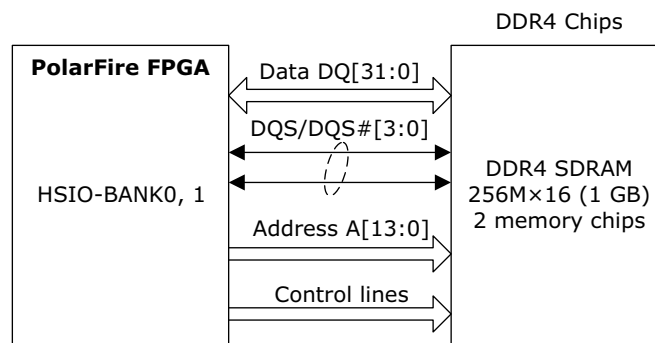 DDR4 Chips
PolarFire FPGA
Data DQ[31:0]
DQS/DQS#[3:0]
HSIO-BANK0, 1
DDR4 SDRAM
256M×16 (1 GB)
2 memory chips
Address A[13:0]
Control lines